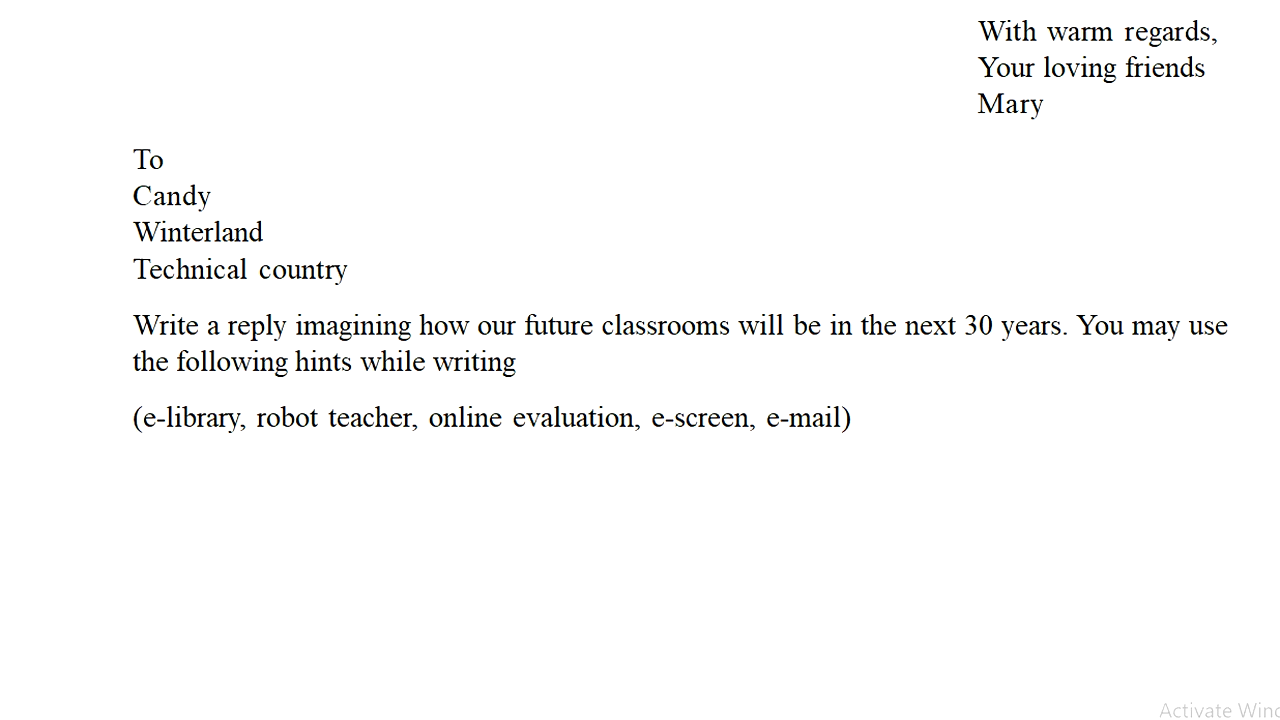 With warm regards,
Your loving friends
Mary
To
Candy
Winterland
Technical country
Write a reply imagining how our future classrooms will be in the next 30 years. You may use
the following hints while writing
(e-library, robot teacher, online evaluation, e-screen, e-mail)
Activate